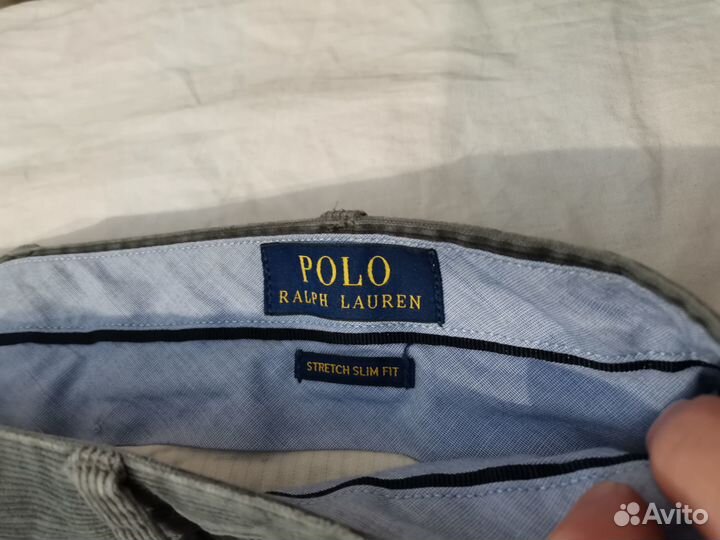 POLO
RALPH LAUREN
STRETCH SLIM FIT
Avito